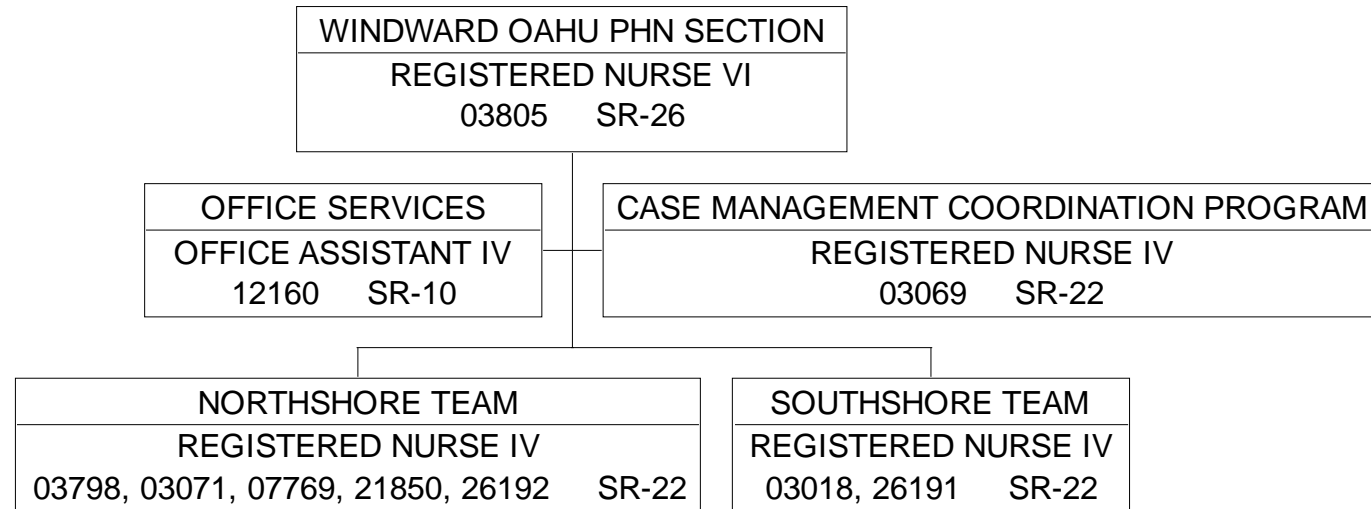 WINDWARD OAHU PHN SECTION
REGISTERED NURSE VI
03805 SR-26
OFFICE SERVICES
OFFICE ASSISTANT IV
12160 SR-10
CASE MANAGEMENT COORDINATION PROGRAM
REGISTERED NURSE IV
03069 SR-22
NORTHSHORE TEAM
REGISTERED NURSE IV
03798, 03071, 07769, 21850, 26192 SR-22
SOUTHSHORE TEAM
REGISTERED NURSE IV
03018, 26191 SR-22